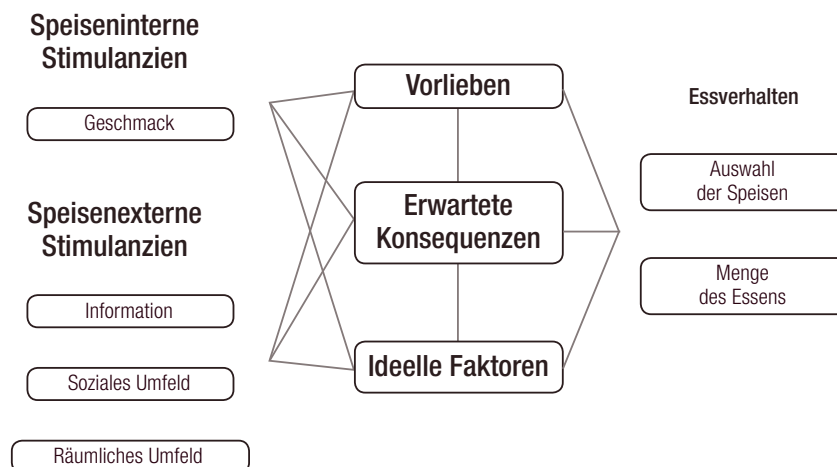 Speiseninterne
Stimulanzien
Geschmack
Speisenexterne
Stimulanzien
Information
Soziales Umfeld
Räumliches Umfeld
Vorlieben
Erwartete
Konsequenzen
Ideelle Faktoren
Essverhalten
Auswahl
der Speisen
Menge
des Essens